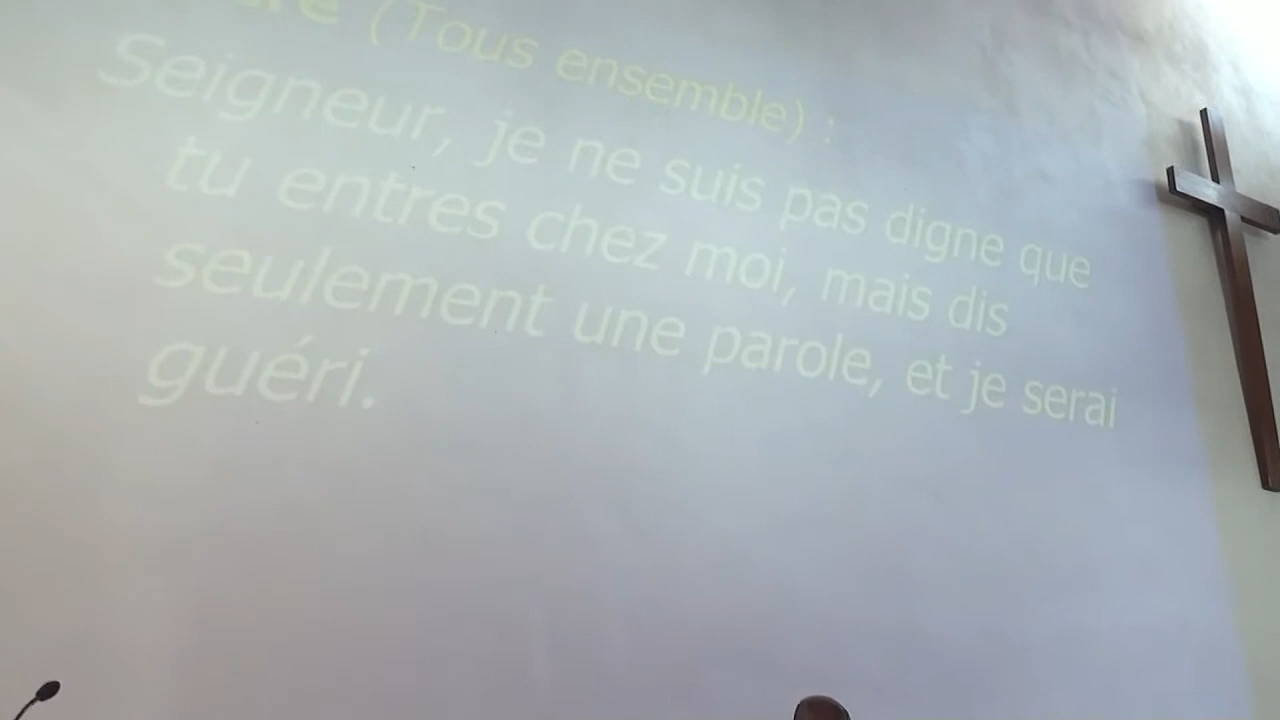 (Tous ensemble) :
Seigneur, je ne suis pas digne que
tu entres chez moi, mais dis
seulement une parole, et je serai
guéri.